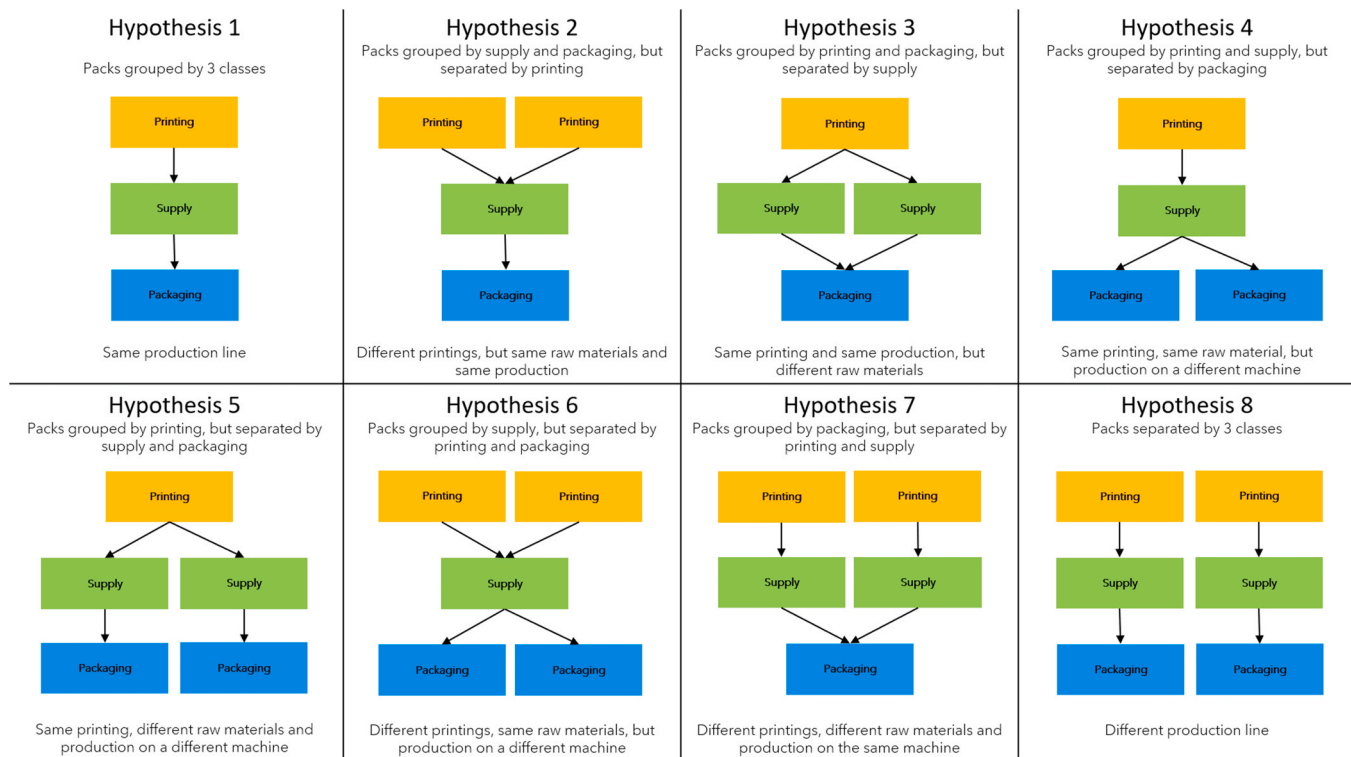 Hypothesis 1
Packs grouped by 3 classes
Printing
Supply
Packaging
Same production line
Hypothesis 2
Packs grouped by supply and packaging, but
separated by printing
Printing
Printing
Supply
Packaging
Different printings, but same raw materials and
same production
Hypothesis 3
Packs grouped by printing and packaging, but
separated by supply
Printing
Supply
Supply
Packaging
Same printing and same production, but
different raw materials
Hypothesis 4
Packs grouped by printing and supply, but
separated by packaging
Printing
Supply
Packaging
Packaging
Same printing, same raw material, but
production on a different machine
Hypothesis 5
Packs grouped by printing, but separated by
supply and packaging
Printing
Supply
Supply
Packaging
Packaging
Same printing, different raw materials and
production on a different machine
Hypothesis 6
Packs grouped by supply, but separated by
printing and packaging
Printing
Printing
Supply
Packaging
Packaging
Different printings, same raw materials, but
production on a different machine
Hypothesis 7
Packs grouped by packaging, but separated by
printing and supply
Printing
Printing
Supply
Supply
Packaging
Different printings, different raw materials and
production on the same machine
Hypothesis 8
Packs separated by 3 classes
Printing
Printing
Supply
Supply
Packaging
Packaging
Different production line